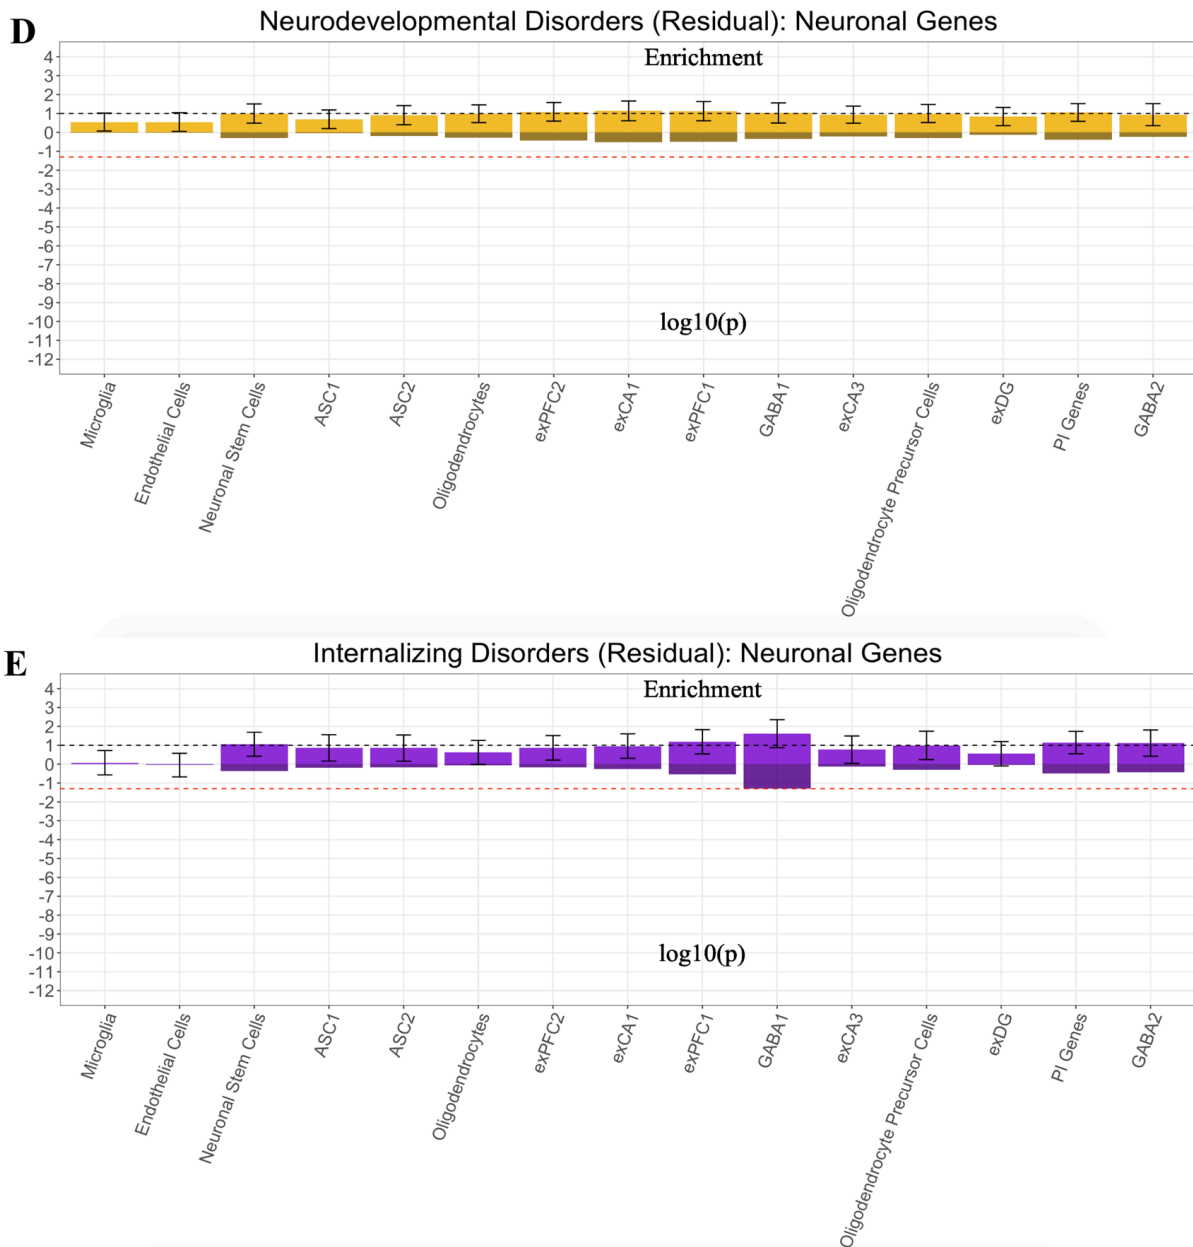 D
Neurodevelopmental Disorders (Residual): Neuronal Genes
Enrichment
4
3
2
1
0
-1
-2
-3
-4
-5
-6
-7
-8
-9
-10
-11
-12
log10(p)
Microglia
Endothelial Cells
Neuronal Stem Cells
ASC1
ASC2
Oligodendrocytes
exPFC2
exCA1
exPFC1
GABA1
exCA3
Oligodendrocyte Precursor Cells
exDG
PI Genes
GABA2
E
Internalizing Disorders (Residual): Neuronal Genes
Enrichment
4
3
2
1
0
-1
-2
-3
-4
-5
-6
-7
-8
-9
-10
-11
-12
log10(p)
Microglia
Endothelial Cells
Neuronal Stem Cells
ASC1
ASC2
Oligodendrocytes
exPFC2
exCA1
exPFC1
GABA1
exCA3
Oligodendrocyte Precursor Cells
exDG
PI Genes
GABA2